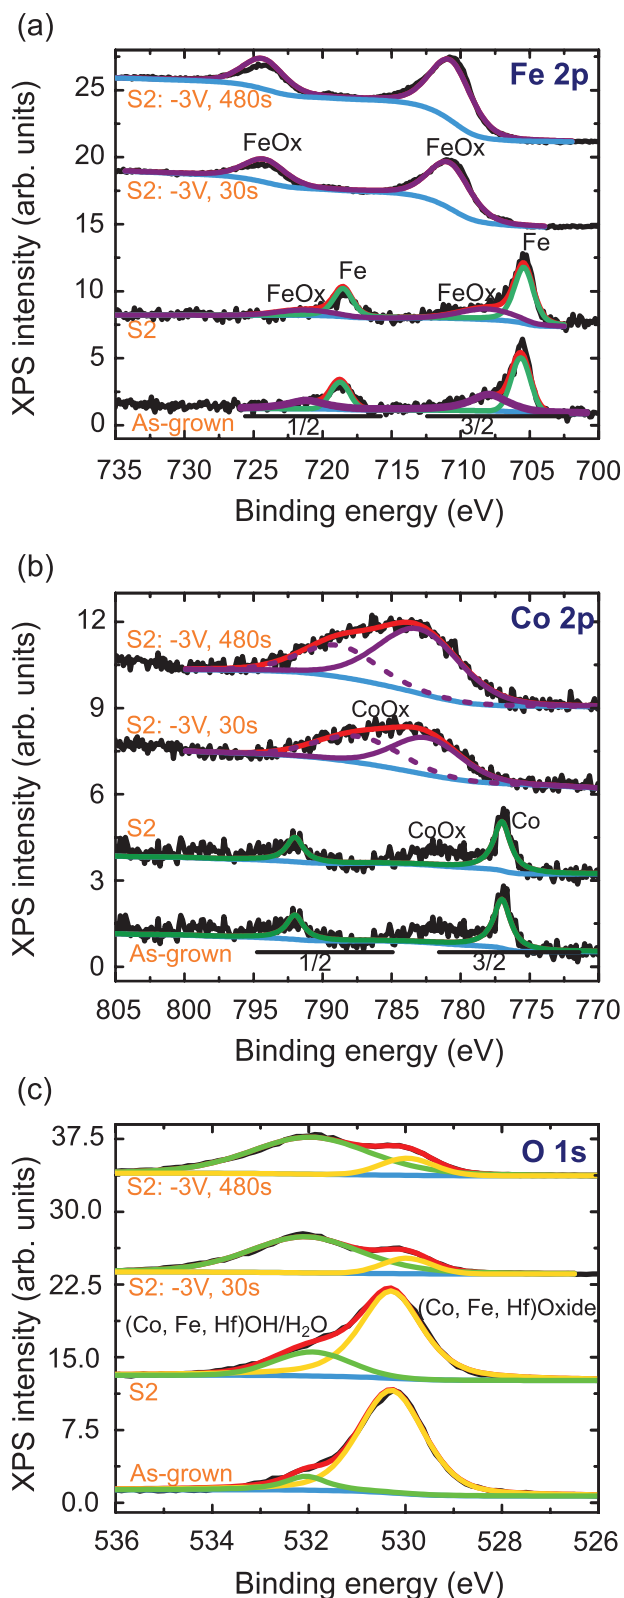 (a)
Fe 2p
S2: -3V, 480s
FeOx
FeOx
S2: -3V, 30s
Fe
Fe
FeOx
FeOx
S2
As-grown
1/2
3/2
25
20
15
10
5
0
735 730 725 720 715 710 705 700
XPS intensity (arb. units)
Binding energy (eV)
(b)
Co 2p
S2: -3V, 480s
S2: -3V, 30s
CoOx
S2
CoOx
Co
As-grown
1/2
3/2
12
9
6
3
0
805 800 795 790 785 780 775 770
XPS intensity (arb. units)
Binding energy (eV)
(c)
O 1s
S2: -3V, 480s
S2: -3V, 30s
(Co, Fe, Hf)OH/H₂O
(Co, Fe, Hf)Oxide
S2
As-grown
37.5
30.0
22.5
15.0
7.5
0.0
536 534 532 530 528 526
XPS intensity (arb. units)
Binding energy (eV)